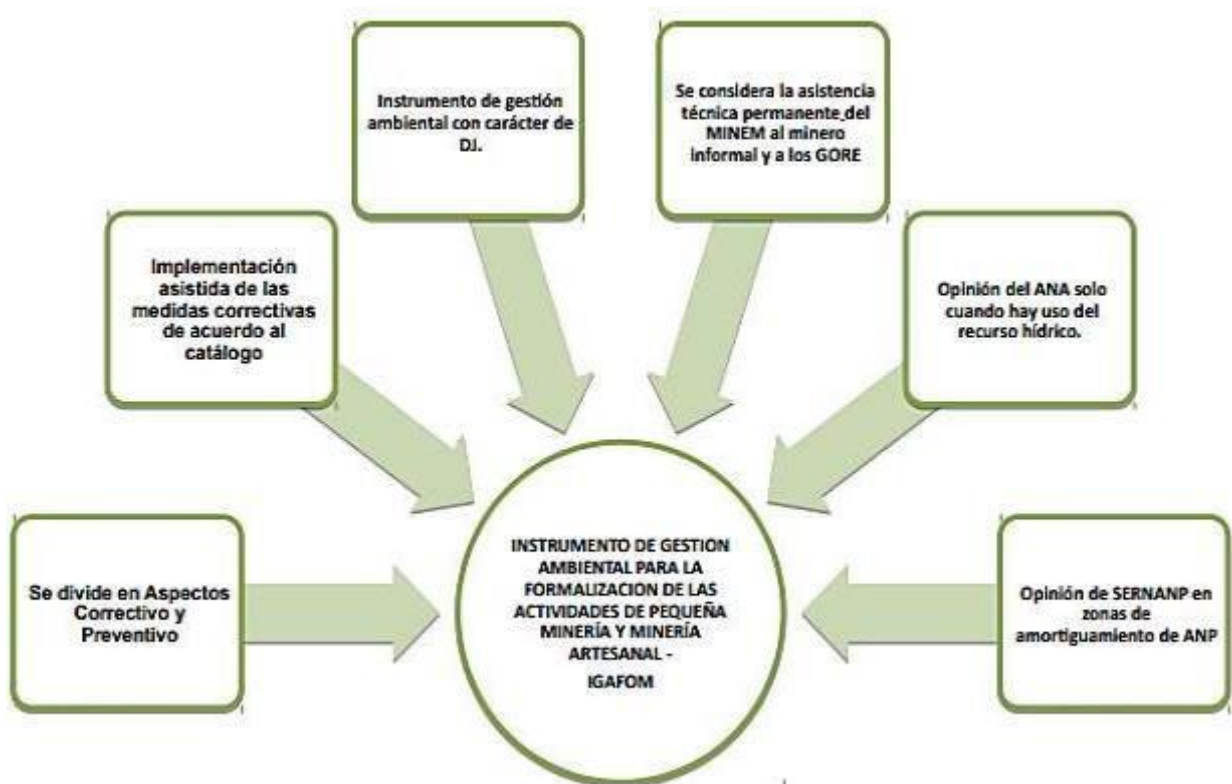 Instrumento de gestión
ambiental con carácter de
DJ.
Se considera la asistencia
técnica permanente del
MINEM al minero
informal y a los GORE
Implementación
asistida de las
medidas correctivas
de acuerdo al
catálogo
Opinión del ANA solo
cuando hay uso del
recurso hídrico.
Se divide en Aspectos
Correctivo y
Preventivo
INSTRUMENTO DE GESTION
AMBIENTAL PARA LA
FORMALIZACION DE LAS
ACTIVIDADES DE PEQUEÑA
MINERÍA Y MINERÍA
ARTESANAL -
IGAFOM
Opinión de SERNANP en
zonas de
amortiguamiento de ANP